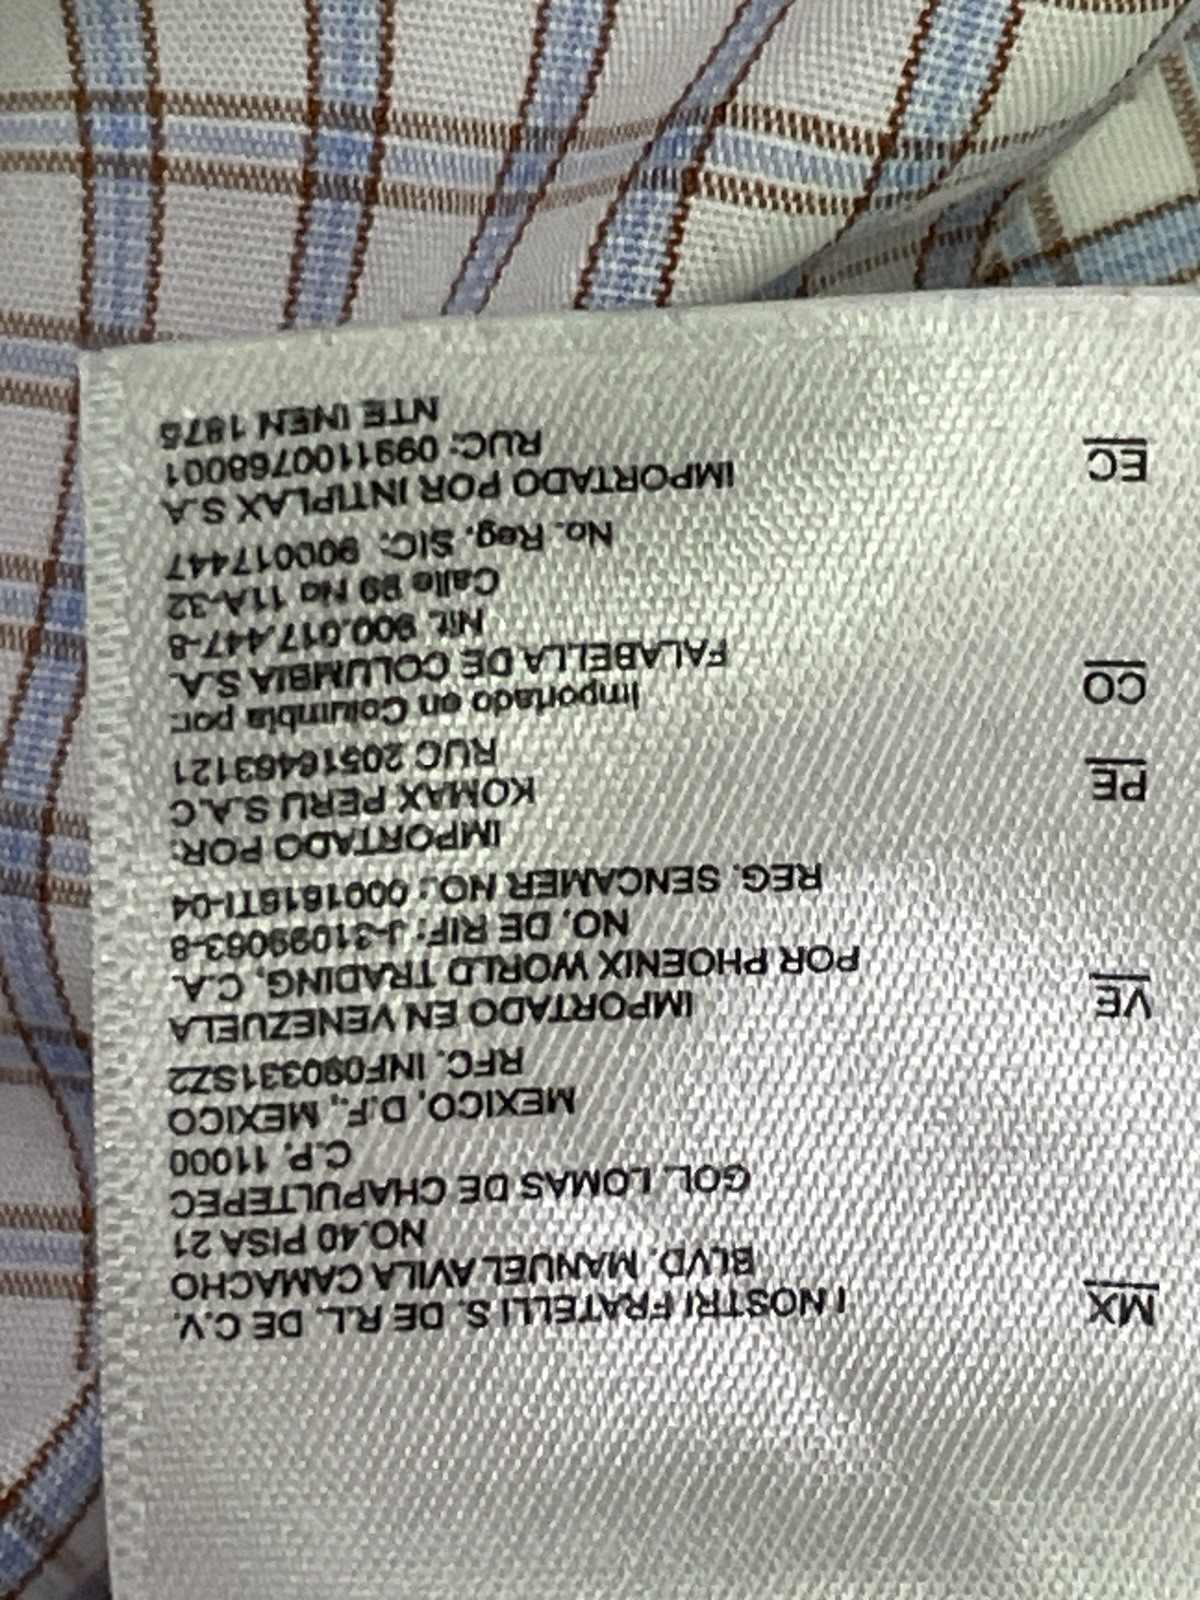 MX
I NOSTRI FRATELLI S. DE R.L. DE C.V.
BLVD. MANUEL AVILA CAMACHO
NO.40 PISA 21
GOL. LOMAS DE CHAPULTEPEC
C.P. 11000
MEXICO, D.F., MEXICO
RFC. INF090331SZ2
VE
IMPORTADO EN VENEZUELA
POR PHOENIX WORLD TRADING, C.A.
NO. DE RIF: J-31099063-8
REG. SENCAMER NO.: 0001616TI-04
PE
IMPORTADO POR:
KOMAX PERU S.A.C
RUC 20516463121
CO
Importado en Columbia por:
FALABELLA DE COLUMBIA S.A.
Nit. 900.017.447-8
Calle 99 No 11A-32
No. Reg. SIC: 900017447
EC
IMPORTADO POR INTIPLAX S.A
RUC: 0991100768001
NTE INEN 1875